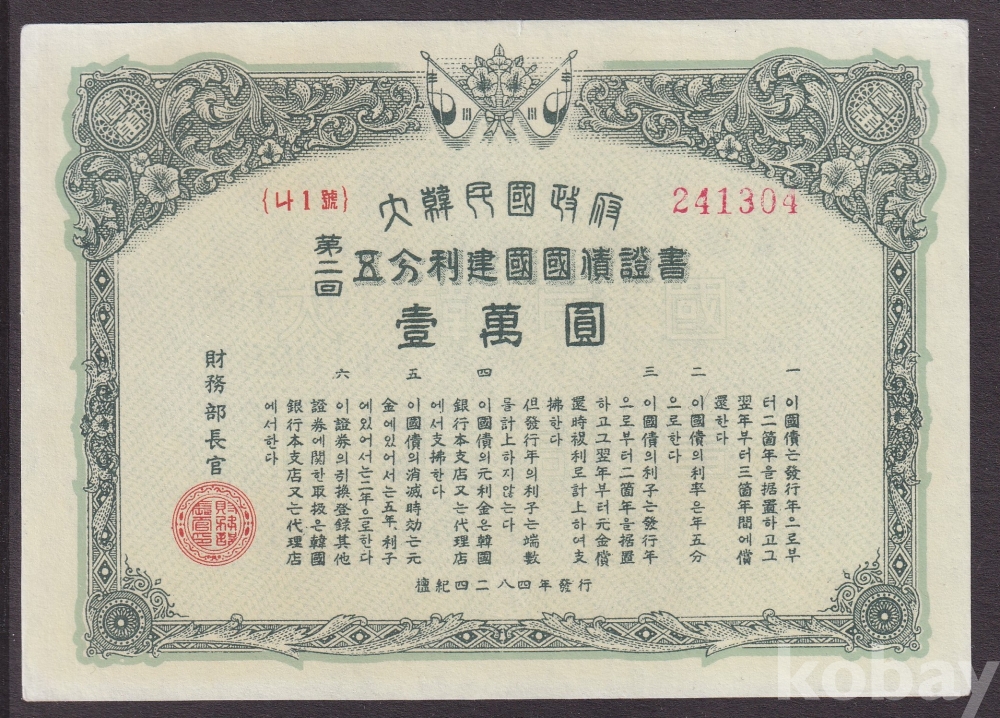 {나1號}
大韓民國政府
241304
第二回
五分利建國國債證書
壹萬圓
一
이國債는發行年으로부
터二箇年을据置하고그
翌年부터三箇年間에償
還한다
二
이國債의利率은年五分
으로한다
三
이國債의利子는發行年
으로부터二箇年을据置
하고그翌年부터元金償
還時複利로計上하여支
拂한다
但發行年의利子는端數
를計上하지않는다
四
이國債의元利金은韓國
銀行本支店又는代理店
에서支拂한다
五
이國債의消滅時効는元
金에있어서는五年、利子
에있어서는二年으로한다
六
이證券의引換登錄其他
證券에関한取扱은韓國
銀行本支店又는代理店
에서한다
財務部長官
檀紀四二八四年發行
kobay